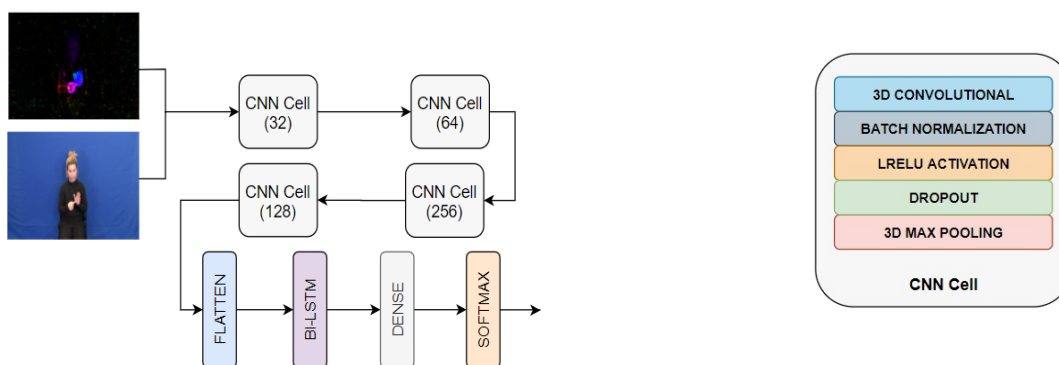 CNN Cell
(32)
CNN Cell
(64)
CNN Cell
(128)
CNN Cell
(256)
FLATTEN
BI-LSTM
DENSE
SOFTMAX
3D CONVOLUTIONAL
BATCH NORMALIZATION
LRELU ACTIVATION
DROPOUT
3D MAX POOLING
CNN Cell